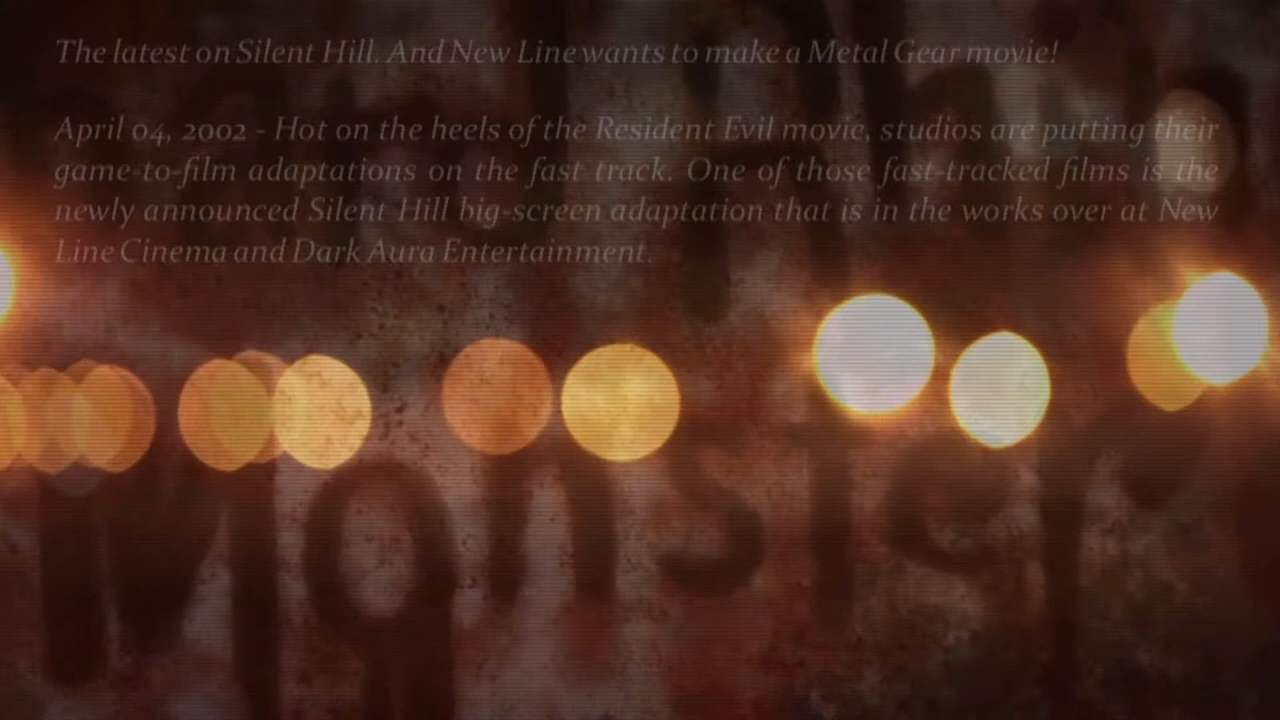 The latest on Silent Hill. And New Line wants to make a Metal Gear movie!
April 04, 2002 - Hot on the heels of the Resident Evil movie, studios are putting their
game-to-film adaptations on the fast track. One of those fast-tracked films is the
newly announced Silent Hill big-screen adaptation that is in the works over at New
Line Cinema and Dark Aura Entertainment.
Monster